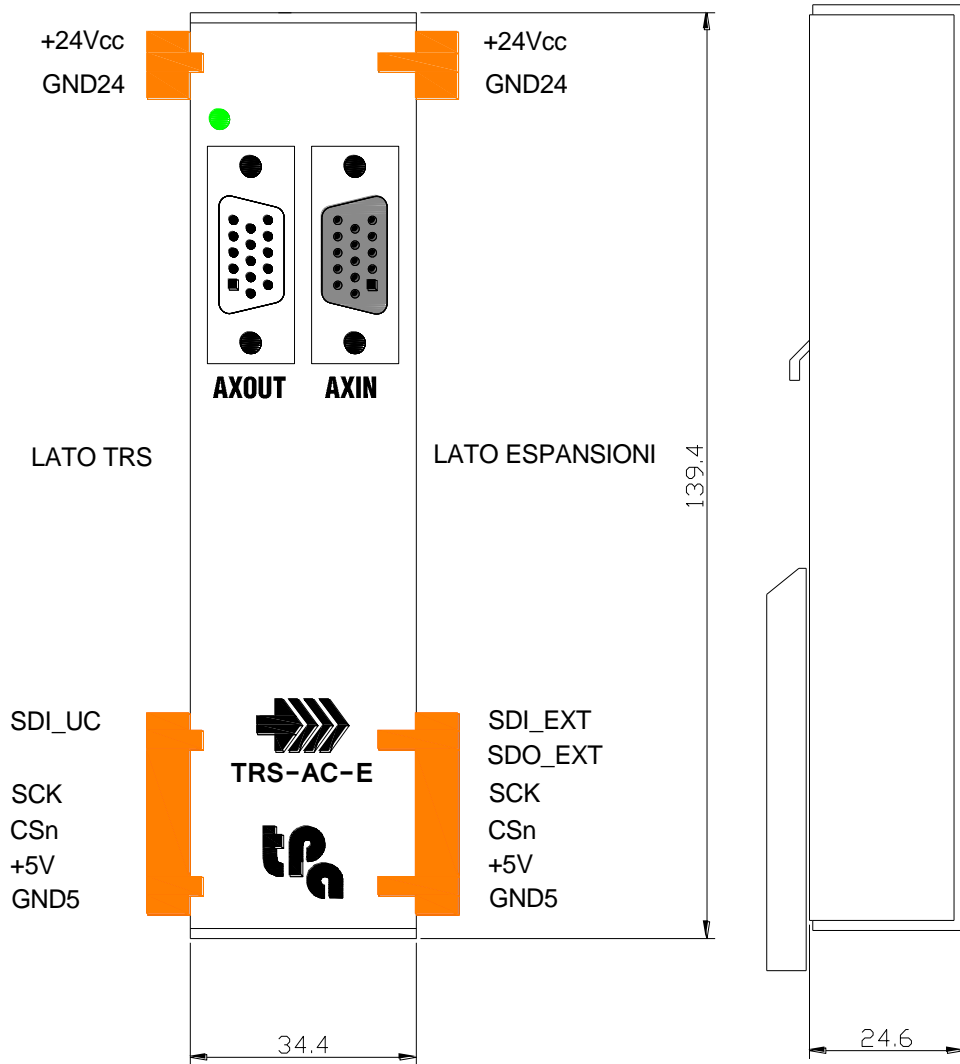 +24Vcc
GND24
+24Vcc
GND24
AXOUT
AXIN
LATO TRS
LATO ESPANSIONI
139.4
SDI_UC
SCK
CSn
+5V
GND5
TRS-AC-E
tpa
SDI_EXT
SDO_EXT
SCK
CSn
+5V
GND5
34.4
24.6